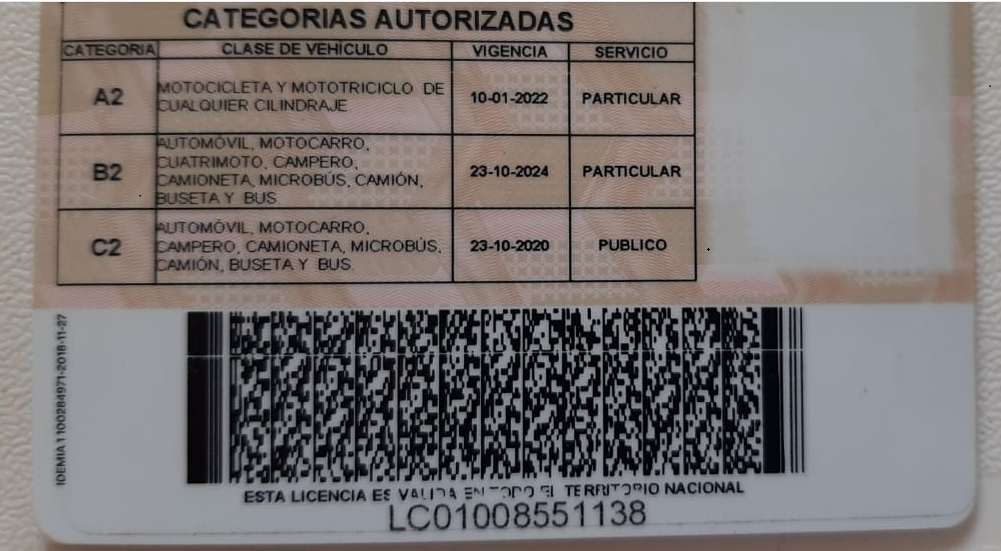 CATEGORIAS AUTORIZADAS
CATEGORIA CLASE DE VEHÍCULO VIGENCIA SERVICIO
A2 MOTOCICLETA Y MOTOTRICICLO DE CUALQUIER CILINDRAJE 10-01-2022 PARTICULAR
B2 AUTOMÓVIL, MOTOCARRO, CUATRIMOTO, CAMPERO, CAMIONETA, MICROBÚS, CAMIÓN, BUSETA Y BUS 23-10-2024 PARTICULAR
C2 AUTOMÓVIL, MOTOCARRO, CAMPERO, CAMIONETA, MICROBÚS, CAMIÓN, BUSETA Y BUS 23-10-2020 PUBLICO
IDEMIA 1100284971-2018-11-27
ESTA LICENCIA ES VALIDA EN TODO EL TERRITORIO NACIONAL
LC01008551138